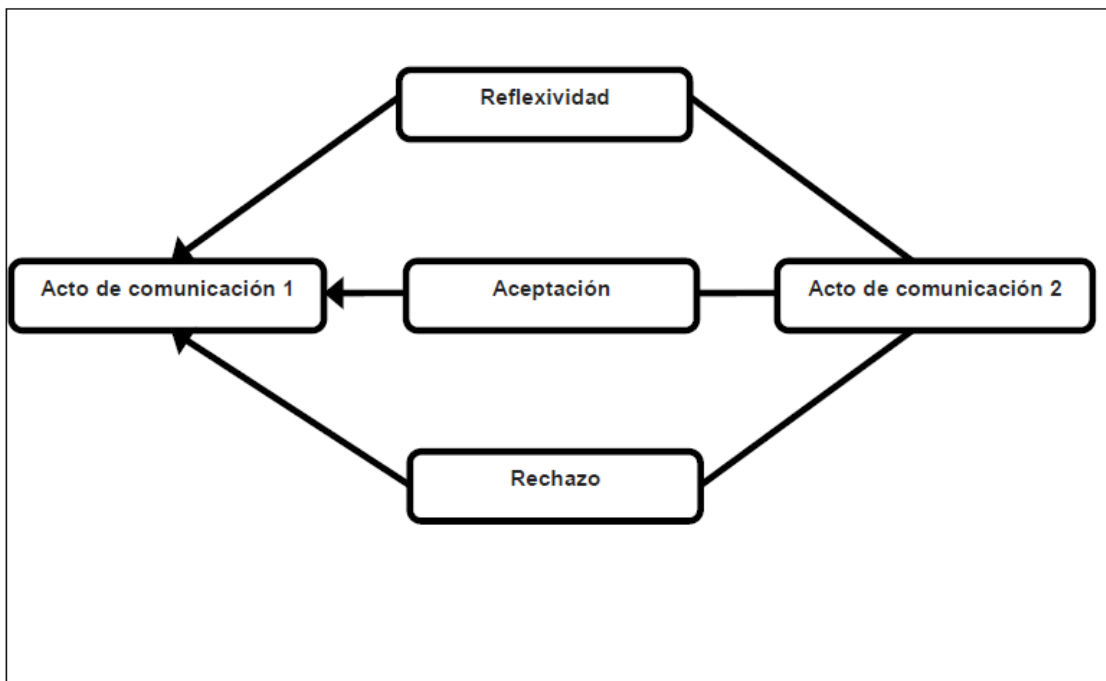 Reflexividad
Acto de comunicación 1
Aceptación
Acto de comunicación 2
Rechazo